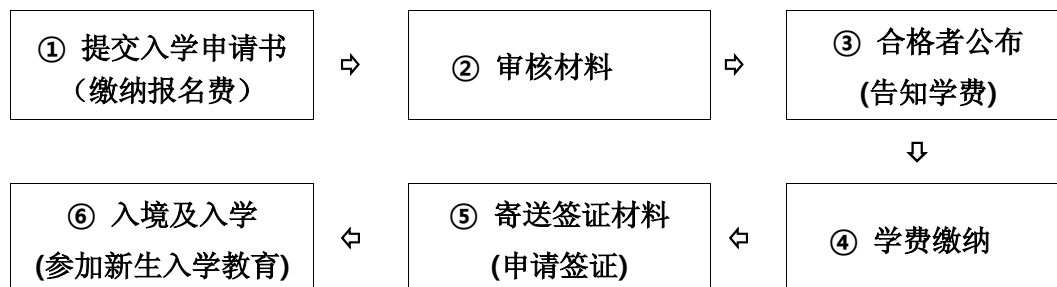 ① 提交入学申请书
（缴纳报名费）
② 审核材料
③ 合格者公布
(告知学费)
④ 学费缴纳
⑤ 寄送签证材料
(申请签证)
⑥ 入境及入学
(参加新生入学教育)